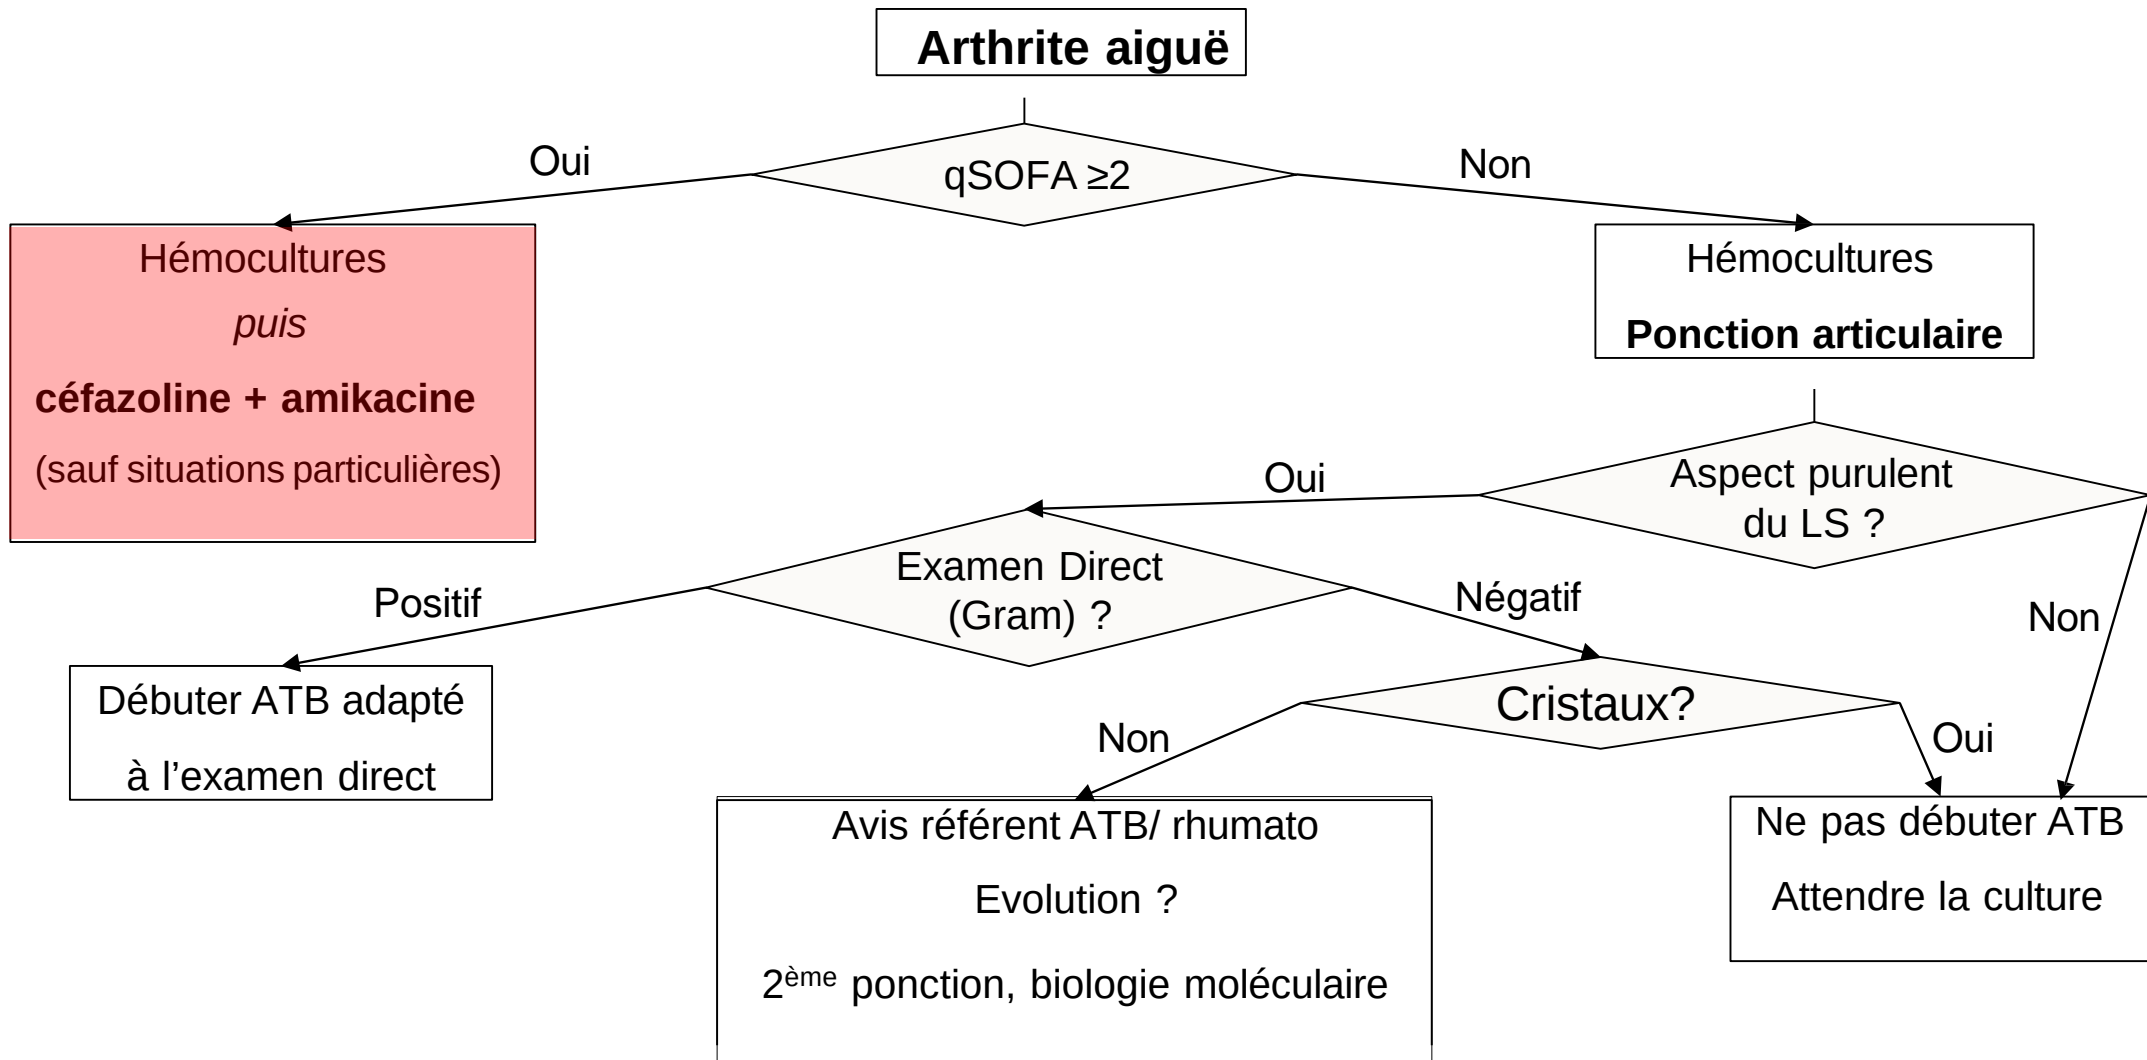 Arthrite aiguë
qSOFA ≥2
Oui
Non
Hémocultures
puis
céfazoline + amikacine
(sauf situations particulières)
Hémocultures
Ponction articulaire
Aspect purulent
du LS ?
Oui
Non
Examen Direct
(Gram) ?
Positif
Négatif
Débuter ATB adapté
à l’examen direct
Cristaux?
Non
Oui
Avis référent ATB/ rhumato
Evolution ?
2ème ponction, biologie moléculaire
Ne pas débuter ATB
Attendre la culture